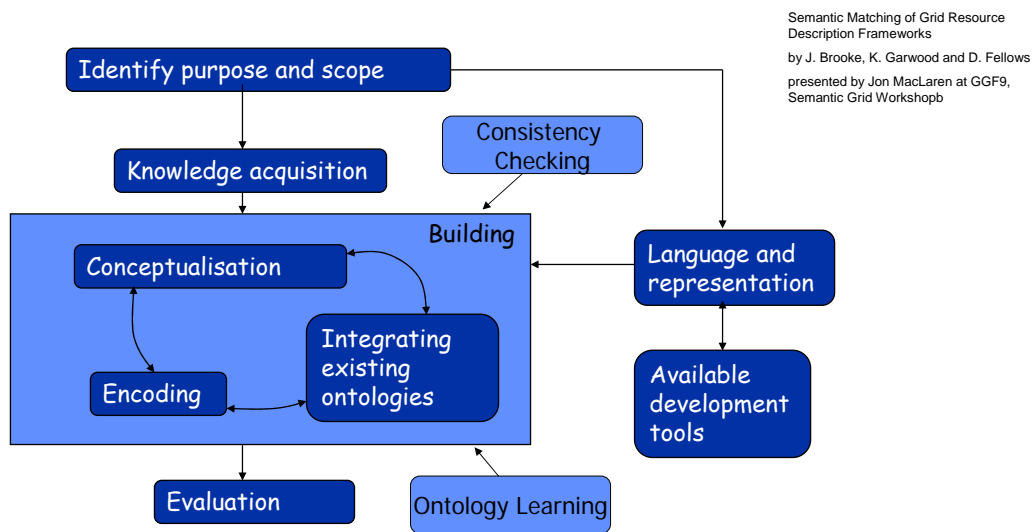 Semantic Matching of Grid Resource
Description Frameworks
by J. Brooke, K. Garwood and D. Fellows
presented by Jon MacLaren at GGF9,
Semantic Grid Workshopb
Identify purpose and scope
Consistency
Checking
Knowledge acquisition
Building
Conceptualisation
Language and
representation
Integrating
existing
ontologies
Encoding
Available
development
tools
Evaluation
Ontology Learning